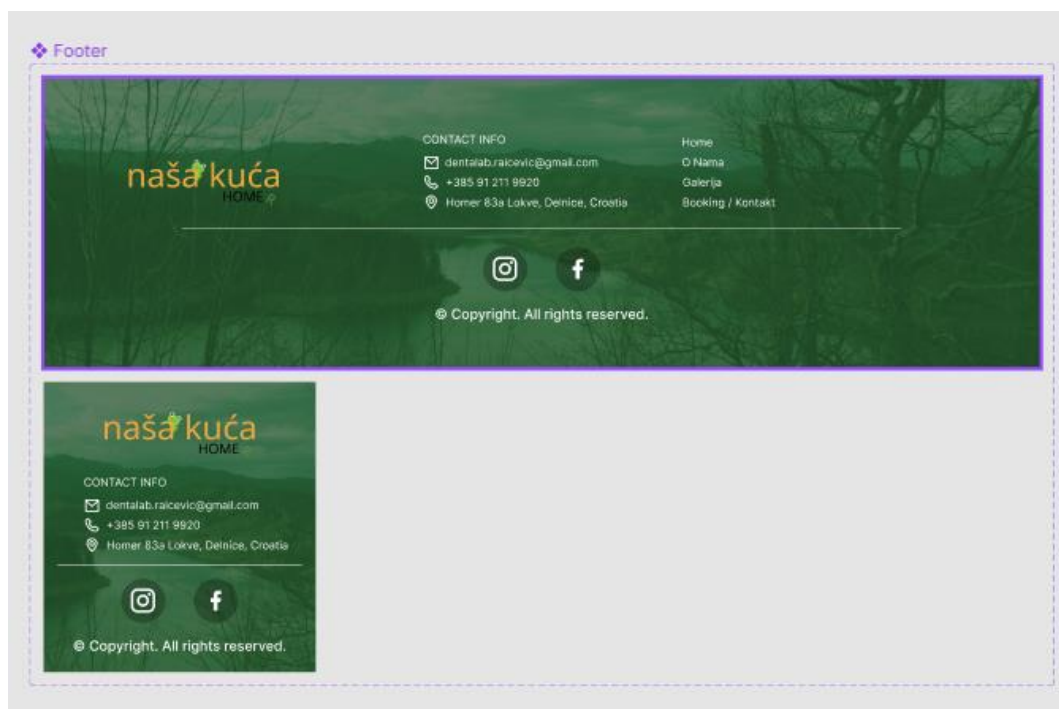 Footer
naša kuća
HOME
CONTACT INFO
dentalab.raicevic@gmail.com
+385 91 211 9920
Homer 83a Lokve, Delnice, Croatia
Home
O Nama
Galerija
Booking / Kontakt
© Copyright. All rights reserved.
naša kuća
HOME
CONTACT INFO
dentalab.raicevic@gmail.com
+385 91 211 9920
Homer 83a Lokve, Delnice, Croatia
© Copyright. All rights reserved.